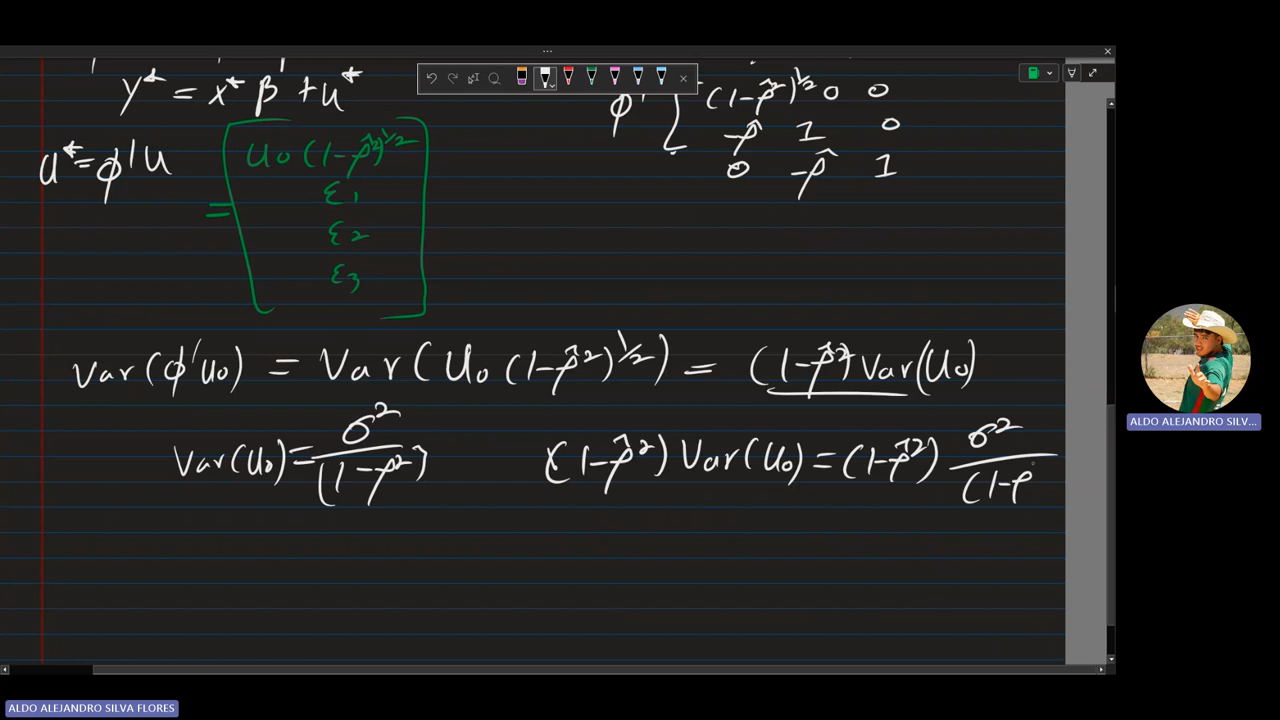 y* = x* β + u*
φ' [ (1-ρ̂²)^1/2 0 0
-ρ̂ 1 0
0 -ρ̂ 1
u* = φ'u
= [ u0 (1-ρ̂²)^1/2
ε1
ε2
ε3 ]
Var(φ'u0) = Var(u0 (1-ρ̂²)^1/2) = (1-ρ̂²) Var(u0)
Var(u0) = σ² / (1-ρ²)
(1-ρ̂²) Var(u0) = (1-ρ̂²) σ² / (1-ρ
ALDO ALEJANDRO SILV...
ALDO ALEJANDRO SILVA FLORES